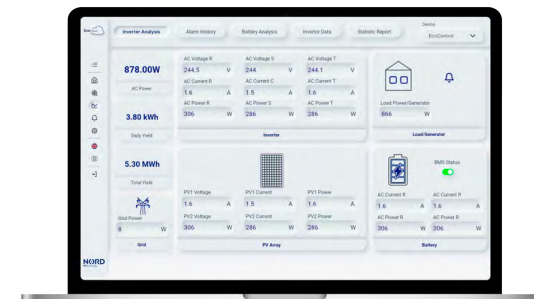 Device
Inverter Analysis Alarm History Battery Analysis Inverter Data Statistic Report EcoControl
878.00W
AC Power
3.80 kWh
Daily Yield
5.30 MWh
Total Yield
Grid Power
8 W
Grid
AC Voltage R AC Voltage S AC Voltage T
244.5 V 244 V 244.1 V
AC Current R AC Current C AC Current T
1.6 A 1.5 A 1.6 A
AC Power R AC Power S AC Power T
306 W 286 W 286 W
Inverter
Load Power/Generator
866 W
Load/Generator
PV1 Voltage PV1 Current PV1 Power
1.6 A 1.5 A 1.6 A
PV2 Voltage PV2 Current PV2 Power
306 W 286 W 286 W
PV Array
BMS Status
AC Current R AC Current R
1.6 A 1.6 A
AC Power R AC Power R
306 W 306 W
Battery
NØRD